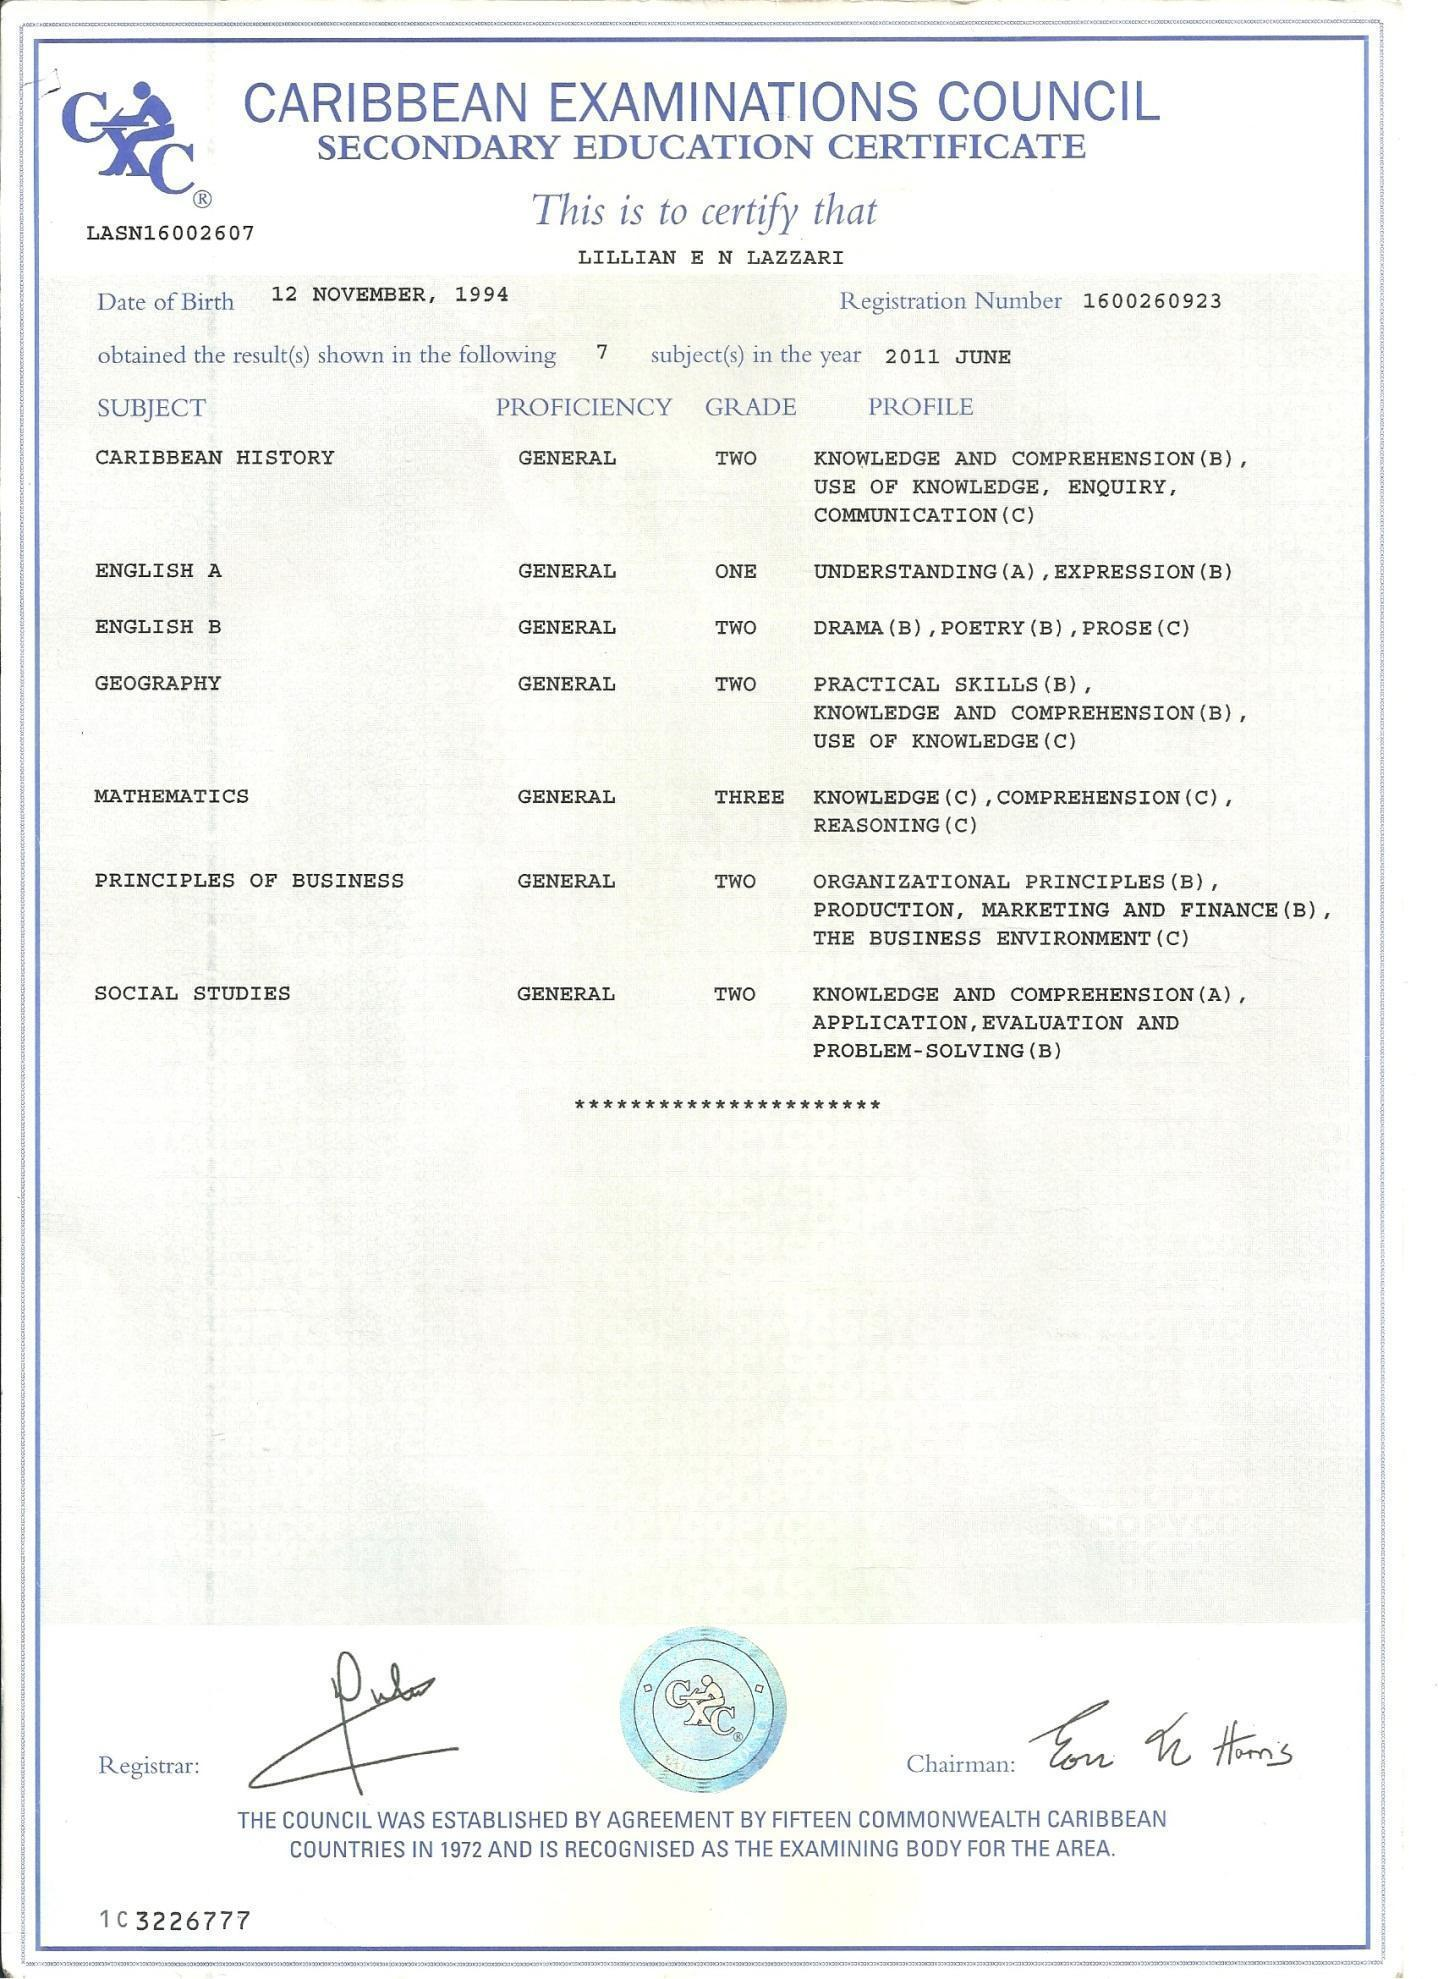 CXC
®
CARIBBEAN EXAMINATIONS COUNCIL
SECONDARY EDUCATION CERTIFICATE
This is to certify that
LASN16002607
LILLIAN E N LAZZARI
Date of Birth 12 NOVEMBER, 1994 Registration Number 1600260923
obtained the result(s) shown in the following 7 subject(s) in the year 2011 JUNE
SUBJECT PROFICIENCY GRADE PROFILE
CARIBBEAN HISTORY GENERAL TWO KNOWLEDGE AND COMPREHENSION(B),
USE OF KNOWLEDGE, ENQUIRY,
COMMUNICATION(C)
ENGLISH A GENERAL ONE UNDERSTANDING(A),EXPRESSION(B)
ENGLISH B GENERAL TWO DRAMA(B),POETRY(B),PROSE(C)
GEOGRAPHY GENERAL TWO PRACTICAL SKILLS(B),
KNOWLEDGE AND COMPREHENSION(B),
USE OF KNOWLEDGE(C)
MATHEMATICS GENERAL THREE KNOWLEDGE(C),COMPREHENSION(C),
REASONING(C)
PRINCIPLES OF BUSINESS GENERAL TWO ORGANIZATIONAL PRINCIPLES(B),
PRODUCTION, MARKETING AND FINANCE(B),
THE BUSINESS ENVIRONMENT(C)
SOCIAL STUDIES GENERAL TWO KNOWLEDGE AND COMPREHENSION(A),
APPLICATION,EVALUATION AND
PROBLEM-SOLVING(B)
**********************
CXC
Registrar: Chairman: Harris
THE COUNCIL WAS ESTABLISHED BY AGREEMENT BY FIFTEEN COMMONWEALTH CARIBBEAN
COUNTRIES IN 1972 AND IS RECOGNISED AS THE EXAMINING BODY FOR THE AREA.
1C3226777